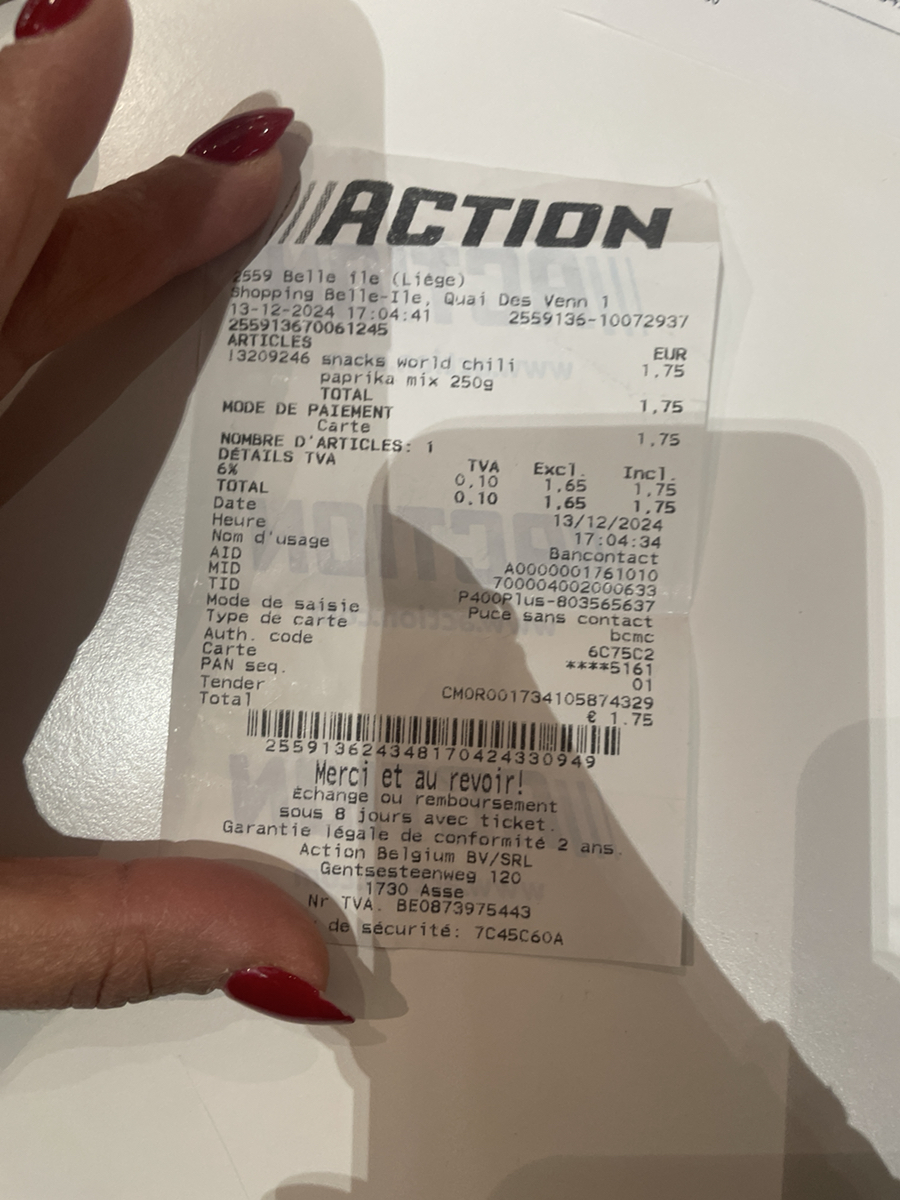 ACTION
2559 Belle île (Liège)
Shopping Belle-Ile, Quai Des Venn 1
13-12-2024 17:04:41 2559136-10072937
255913670061245
ARTICLES EUR
3209246 snacks world chili 1,75
paprika mix 250g
TOTAL 1,75
MODE DE PAIEMENT
Carte 1,75
NOMBRE D'ARTICLES: 1
DÉTAILS TVA TVA Excl. Incl.
6% 0,10 1,65 1,75
TOTAL 0,10 1,65 1,75
Date 13/12/2024
Heure 17:04:34
Nom d'usage Bancontact
AID A0000001761010
MID 700004002000633
TID P400Plus-803565637
Mode de saisie Puce sans contact
Type de carte bcmc
Auth. code 6C75C2
Carte ****5161
PAN seq. 01
Tender CMOR001734105874329
Total € 1.75
255913624348170424330949
Merci et au revoir!
Échange ou remboursement
sous 8 jours avec ticket.
Garantie légale de conformité 2 ans.
Action Belgium BV/SRL
Gentsesteenweg 120
1730 Asse
Nr TVA. BE0873975443
de sécurité: 7C45C60A